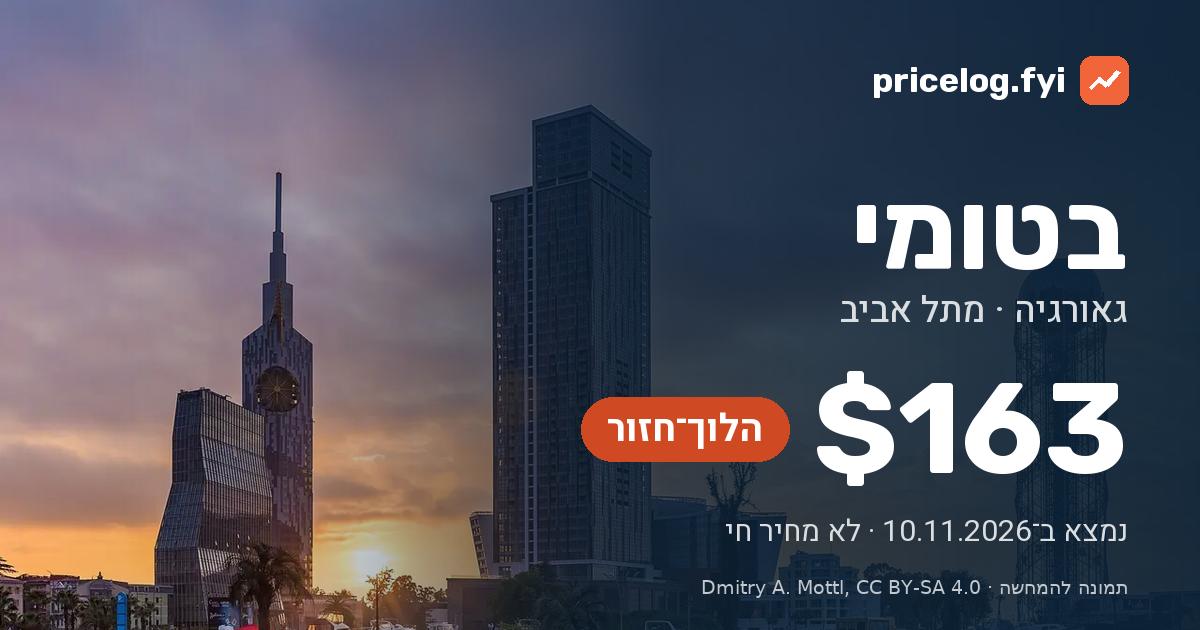 pricelog.fyi
בטומי
גאורגיה · מתל אביב
$163 הלוך־חזור
נמצא ב־10.11.2026 · לא מחיר חי
תמונה להמחשה · Dmitry A. Mottl, CC BY-SA 4.0